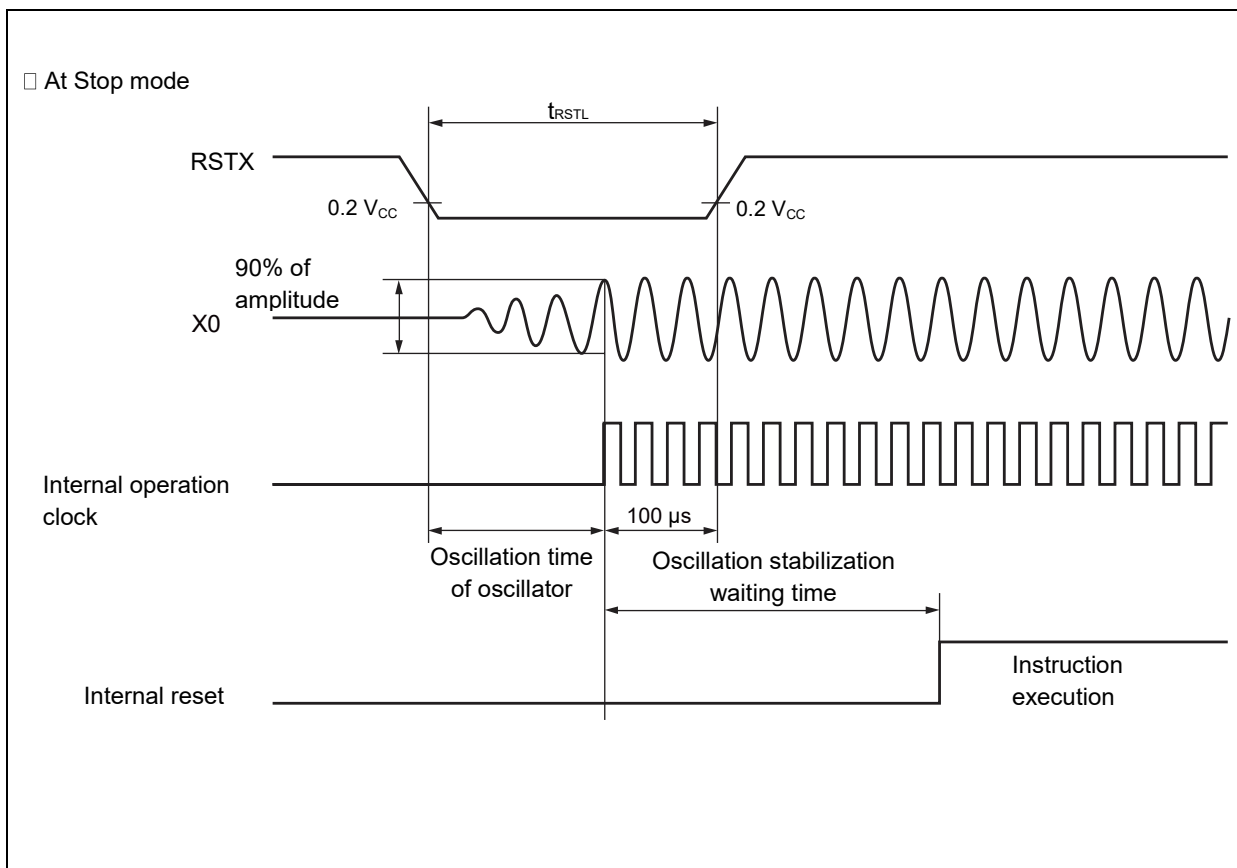 □ At Stop mode
tRSTL
RSTX
0.2 VCC
0.2 VCC
90% of
amplitude
X0
Internal operation
clock
100 µs
Oscillation time
of oscillator
Oscillation stabilization
waiting time
Internal reset
Instruction
execution